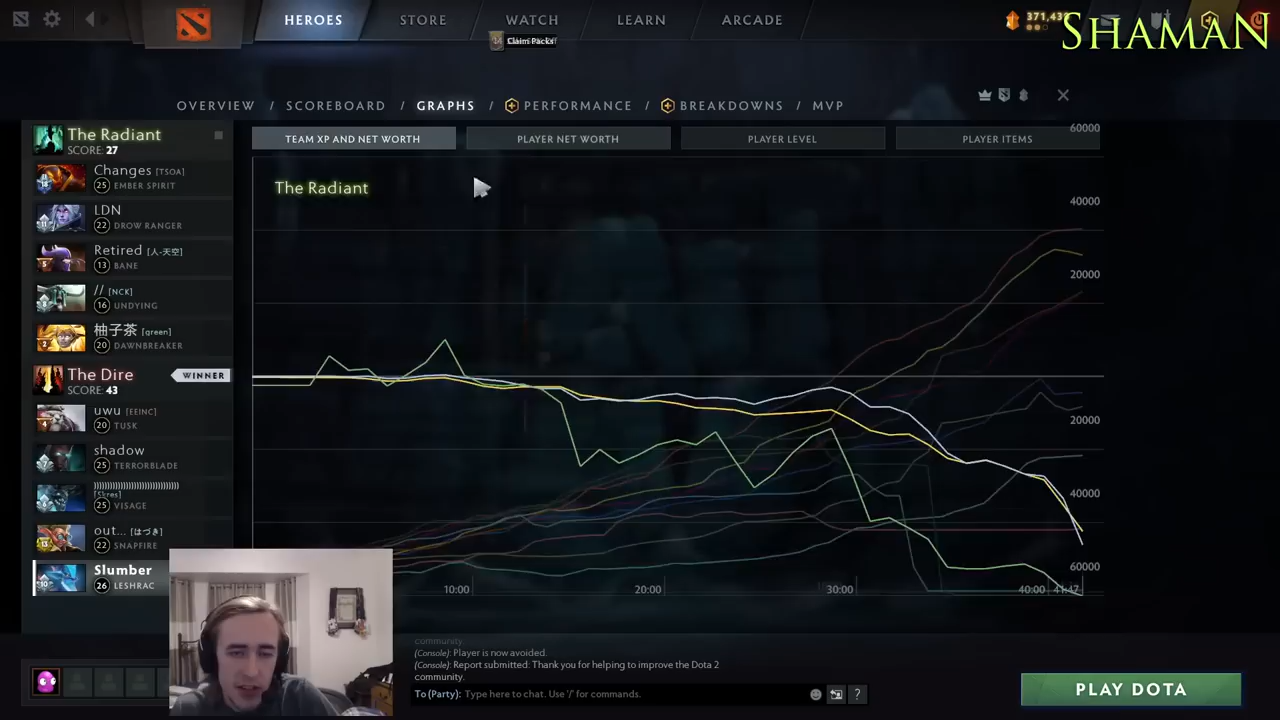 HEROES
STORE
WATCH
LEARN
ARCADE
Claim Packs
SHAMAN
OVERVIEW / SCOREBOARD / GRAPHS / PERFORMANCE / BREAKDOWNS / MVP
The Radiant
SCORE: 27
Changes [TSOA]
25 EMBER SPIRIT
LDN
22 DROW RANGER
Retired [人-天空]
13 BANE
// [NCK]
16 UNDYING
柚子茶 [green]
20 DAWNBREAKER
The Dire
SCORE: 43
WINNER
uwu [EEINC]
20 TUSK
shadow
25 TERRORBLADE
[Skres]
25 VISAGE
out... [はづき]
22 SNAPFIRE
Slumber
26 LESHRAC
TEAM XP AND NET WORTH
PLAYER NET WORTH
PLAYER LEVEL
PLAYER ITEMS
The Radiant
60000
40000
20000
20000
40000
60000
10:00
20:00
30:00
40:00
41:47
community.
(Console): Player is now avoided.
(Console): Report submitted: Thank you for helping to improve the Dota 2
community.
To (Party): Type here to chat. Use '/' for commands.
?
PLAY DOTA